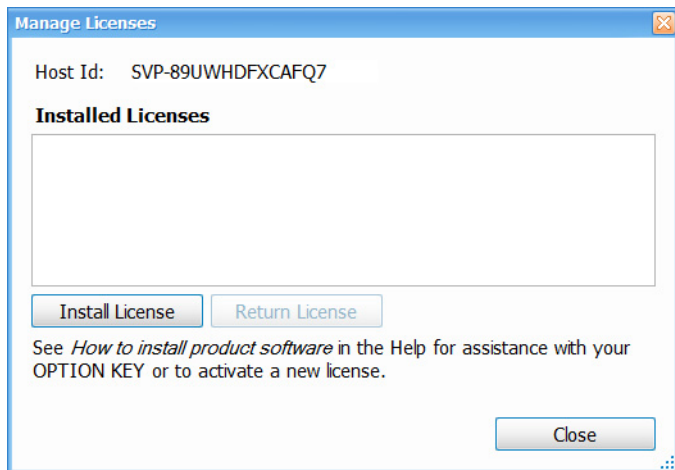 Manage Licenses
Host Id: SVP-89UWHDFXCAFQ7
Installed Licenses
Install License Return License
See How to install product software in the Help for assistance with your
OPTION KEY or to activate a new license.
Close